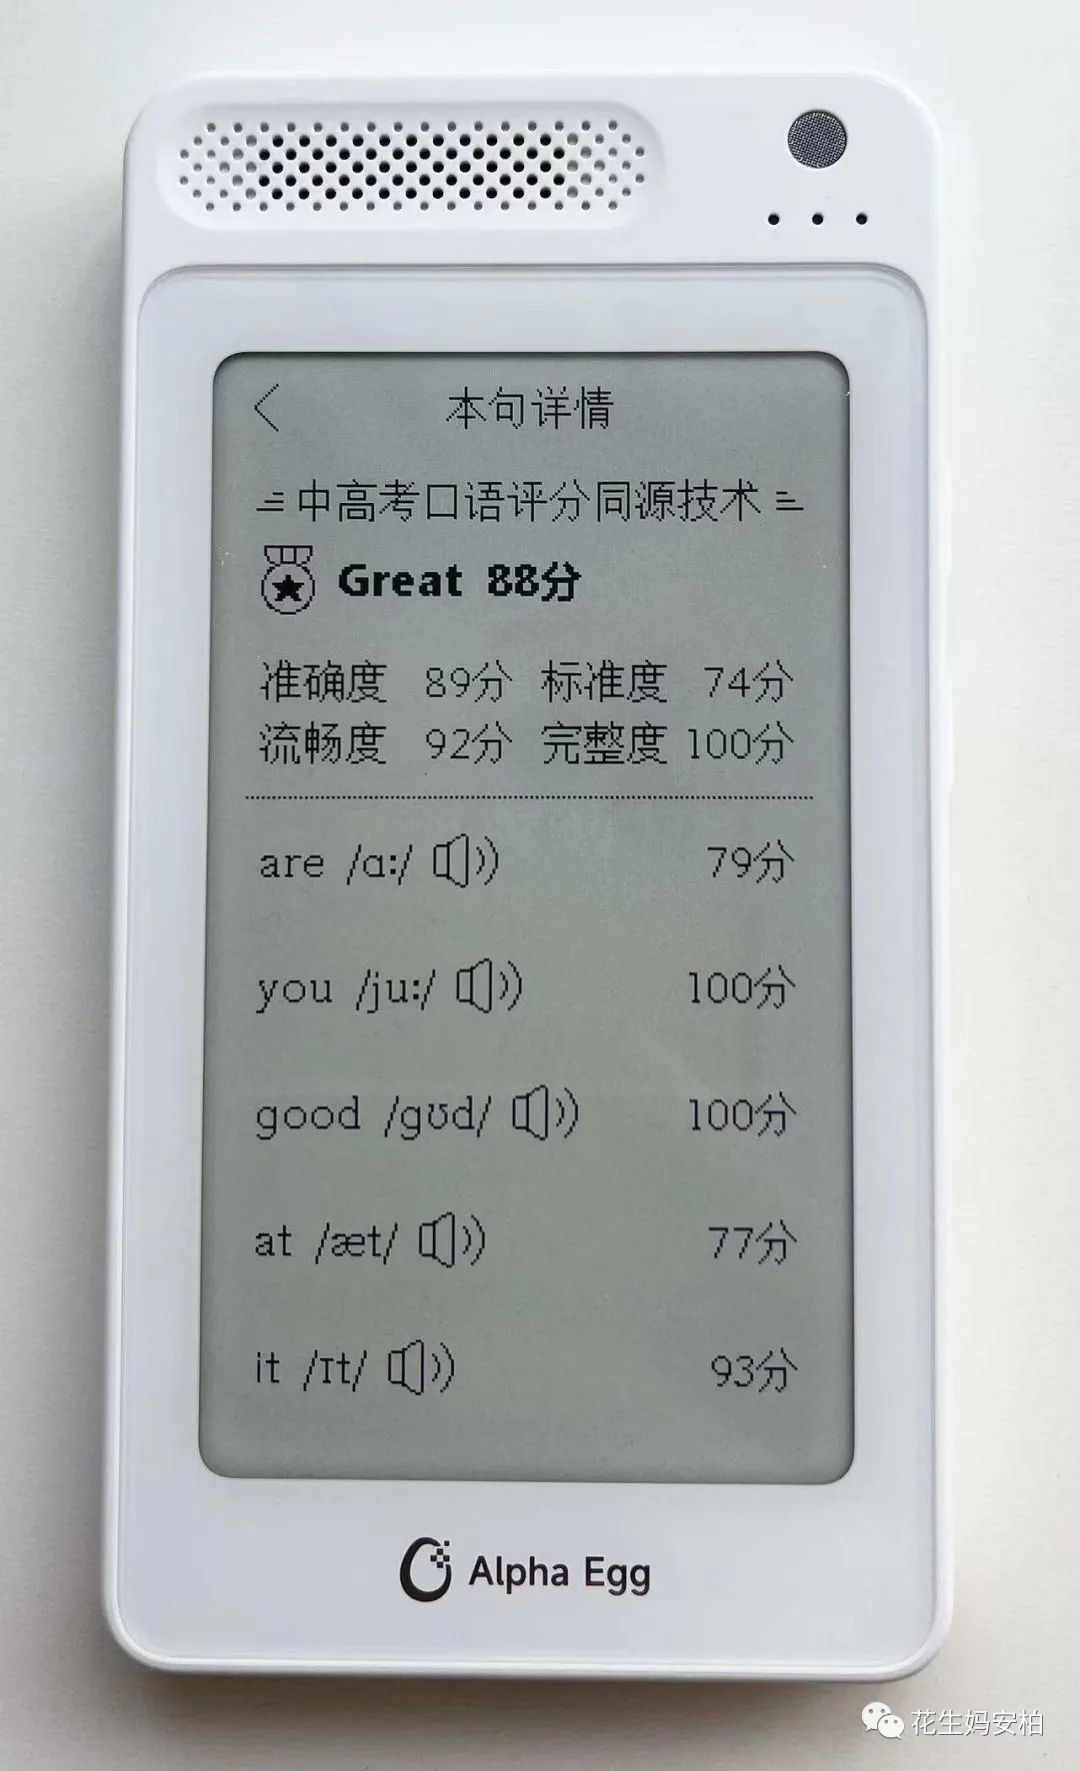 本句详情
中高考口语评分同源技术
Great 88分
准确度 89分 标准度 74分
流畅度 92分 完整度 100分
are /ɑː/ 79分
you /juː/ 100分
good /gʊd/ 100分
at /æt/ 77分
it /ɪt/ 93分
Alpha Egg
花生妈安柏